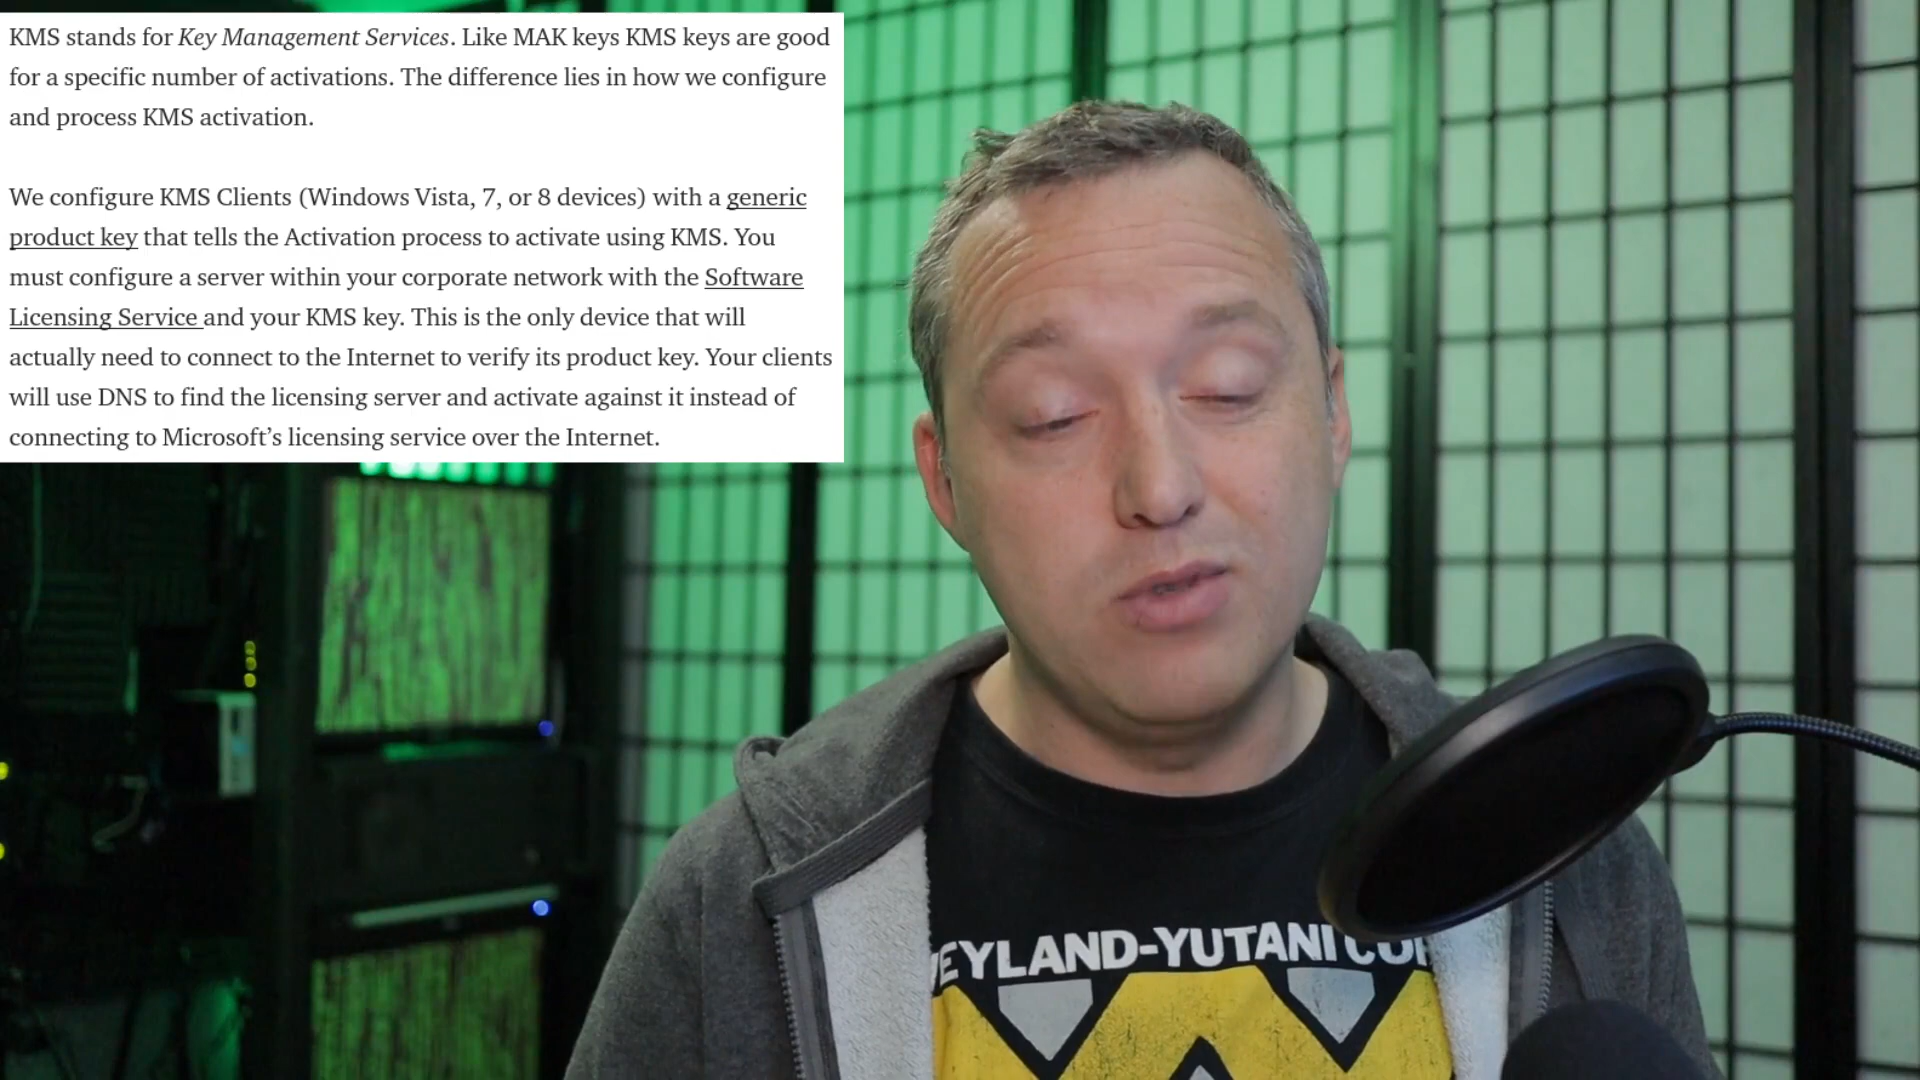 KMS stands for Key Management Services. Like MAK keys KMS keys are good
for a specific number of activations. The difference lies in how we configure
and process KMS activation.
We configure KMS Clients (Windows Vista, 7, or 8 devices) with a generic
product key that tells the Activation process to activate using KMS. You
must configure a server within your corporate network with the Software
Licensing Service and your KMS key. This is the only device that will
actually need to connect to the Internet to verify its product key. Your clients
will use DNS to find the licensing server and activate against it instead of
connecting to Microsoft’s licensing service over the Internet.
EYLAND-YUTANI CO